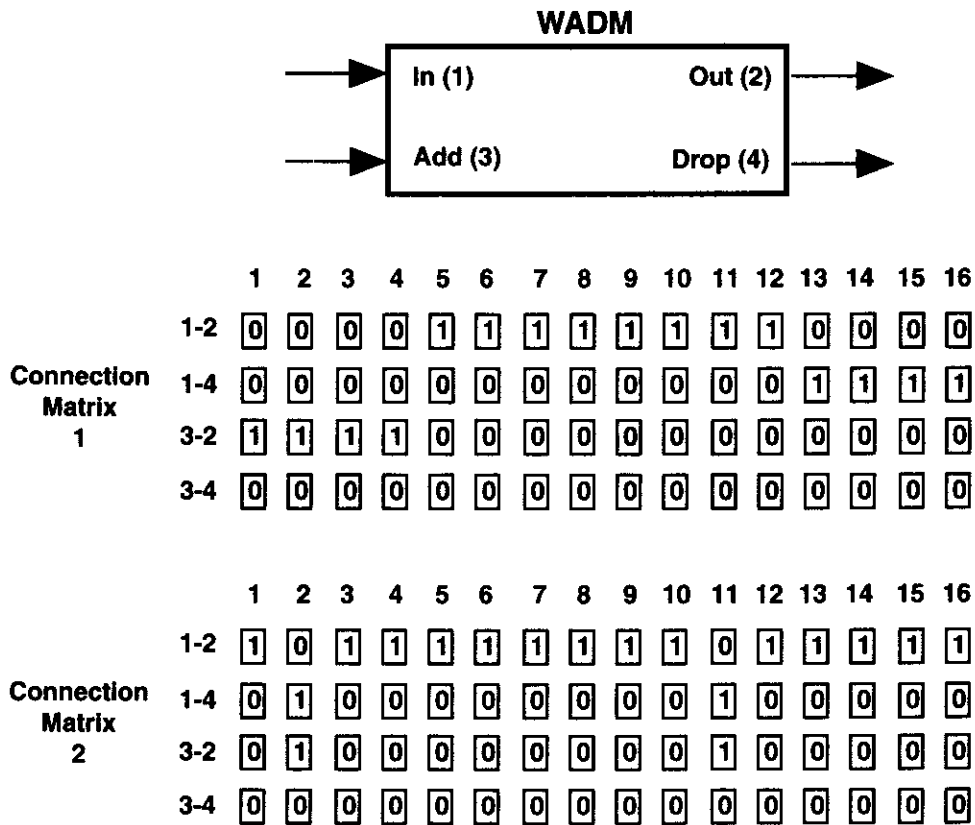 WADM
In (1) Out (2)
Add (3) Drop (4)
1 2 3 4 5 6 7 8 9 10 11 12 13 14 15 16
1-2 0 0 0 0 1 1 1 1 1 1 1 1 0 0 0 0
Connection
Matrix
1
1-4 0 0 0 0 0 0 0 0 0 0 0 0 1 1 1 1
3-2 1 1 1 1 0 0 0 0 0 0 0 0 0 0 0 0
3-4 0 0 0 0 0 0 0 0 0 0 0 0 0 0 0 0
1 2 3 4 5 6 7 8 9 10 11 12 13 14 15 16
1-2 1 0 1 1 1 1 1 1 1 1 0 1 1 1 1 1
Connection
Matrix
2
1-4 0 1 0 0 0 0 0 0 0 0 1 0 0 0 0 0
3-2 0 1 0 0 0 0 0 0 0 0 1 0 0 0 0 0
3-4 0 0 0 0 0 0 0 0 0 0 0 0 0 0 0 0